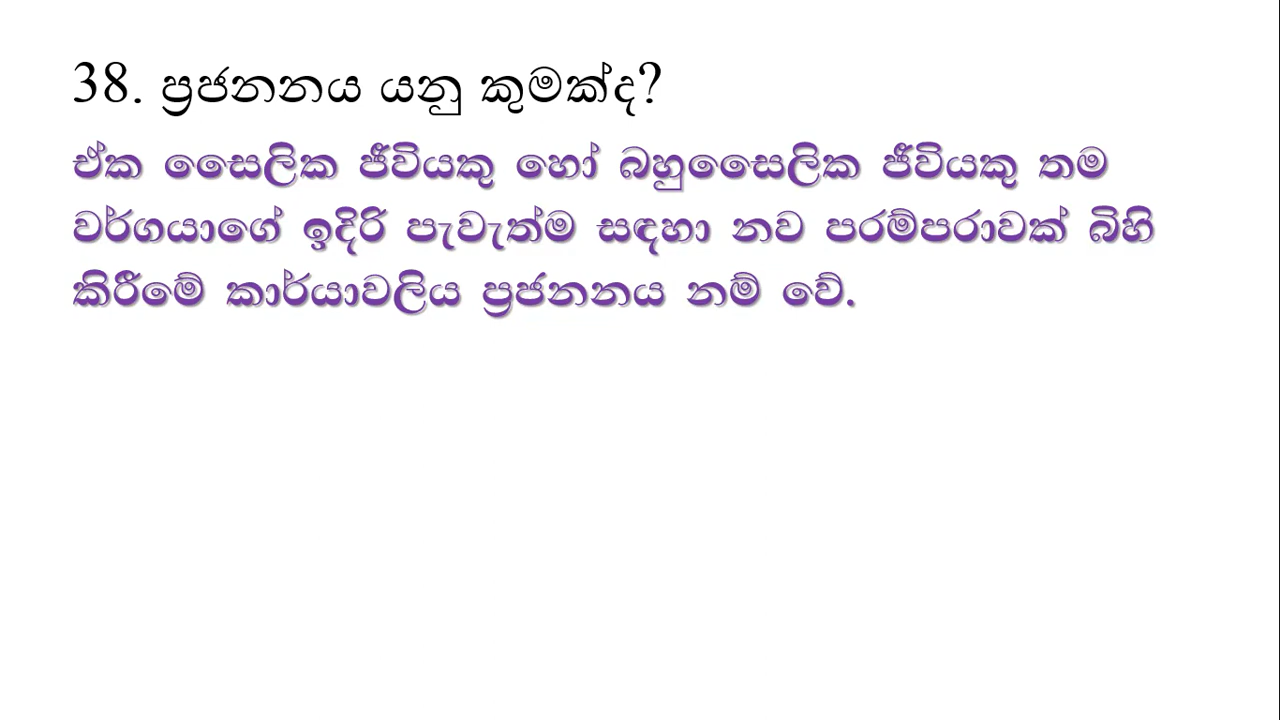 38. ප්‍රජනනය යනු කුමක්ද?
ඒක සෛලික ජීවියකු හෝ බහුසෛලික ජීවියකු තම
වර්ගයාගේ ඉදිරි පැවැත්ම සඳහා නව පරම්පරාවක් බිහි
කිරීමේ කාර්යාවලිය ප්‍රජනනය නම් වේ.